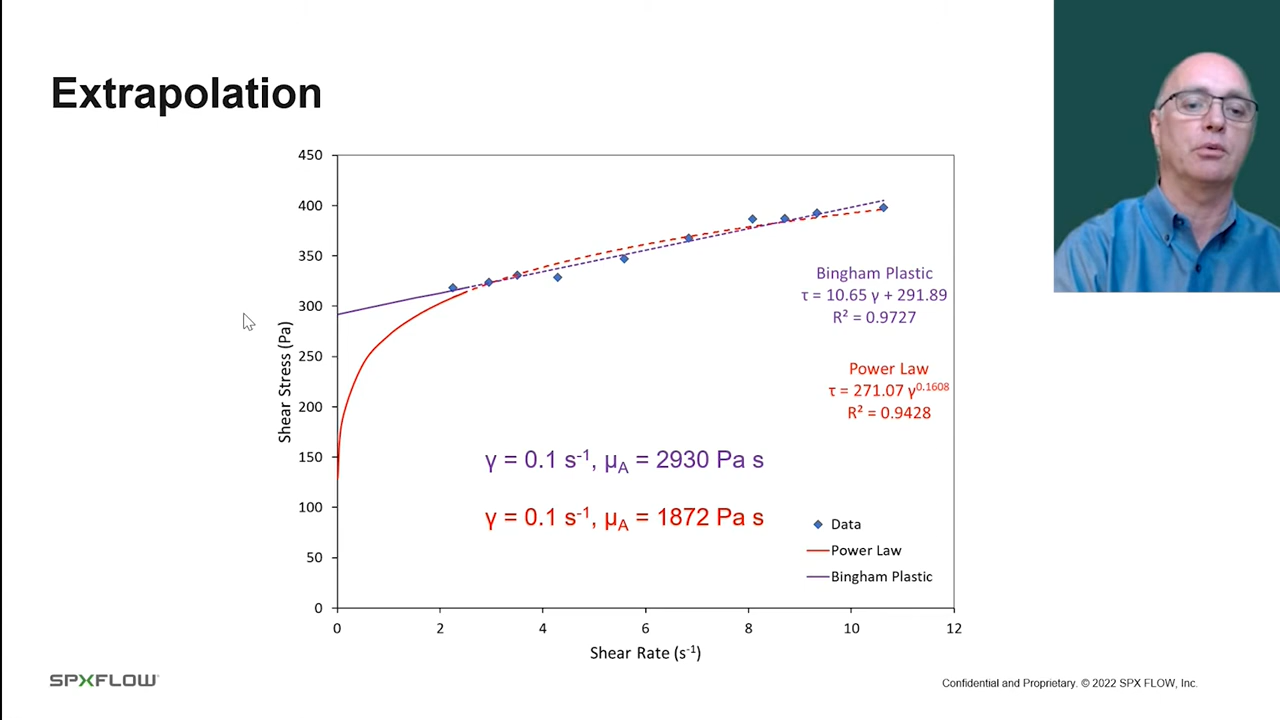 Extrapolation
450
400
350
300
250
200
150
100
50
0
Shear Stress (Pa)
0 2 4 6 8 10 12
Shear Rate (s⁻¹)
Bingham Plastic
τ = 10.65 γ + 291.89
R² = 0.9727
Power Law
τ = 271.07 γ^0.1608
R² = 0.9428
γ = 0.1 s⁻¹, μA = 2930 Pa s
γ = 0.1 s⁻¹, μA = 1872 Pa s
Data
Power Law
Bingham Plastic
SPXFLOW
Confidential and Proprietary. © 2022 SPX FLOW, Inc.